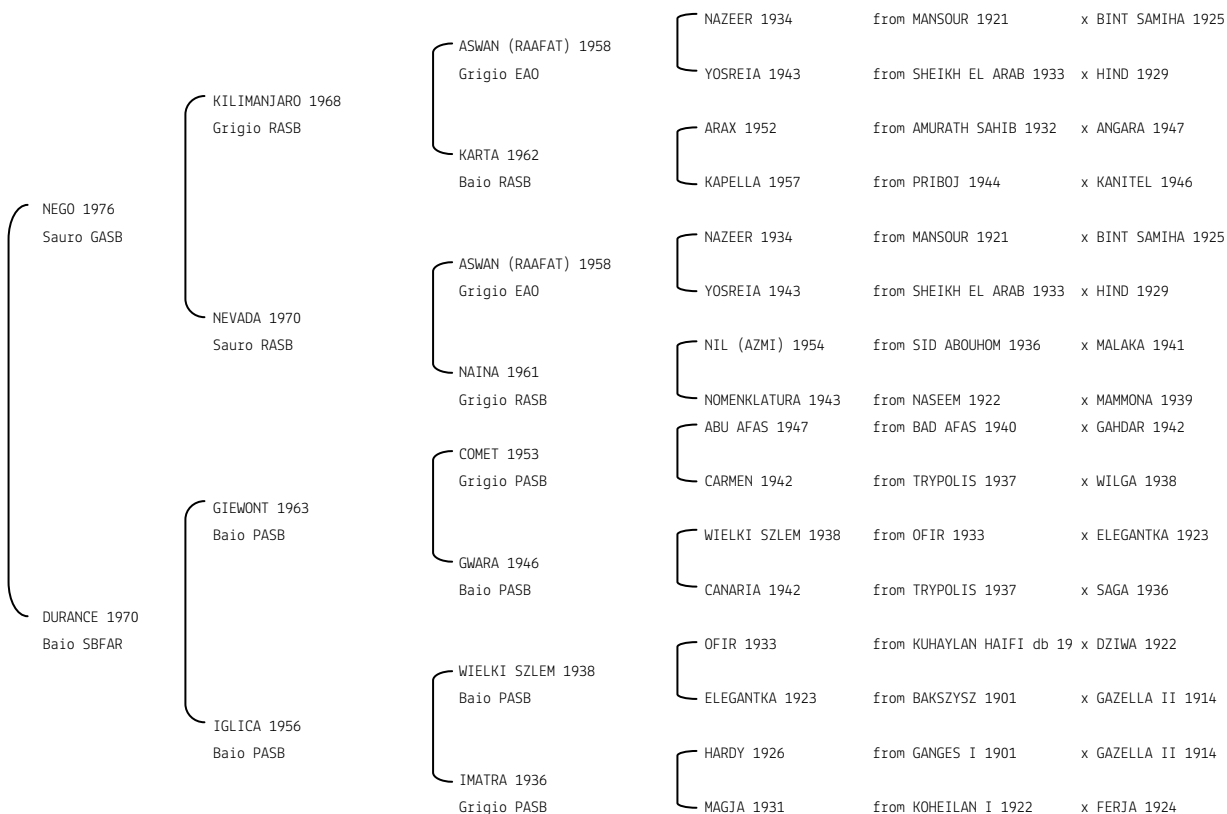 NAZEER 1934 from MANSOUR 1921 x BINT SAMIHA 1925
ASWAN (RAAFAT) 1958
Grigio EAO YOSREIA 1943 from SHEIKH EL ARAB 1933 x HIND 1929
KILIMANJARO 1968
Grigio RASB ARAX 1952 from AMURATH SAHIB 1932 x ANGARA 1947
KARTA 1962
Baio RASB KAPELLA 1957 from PRIBOJ 1944 x KANITEL 1946
NEGO 1976
Sauro GASB NAZEER 1934 from MANSOUR 1921 x BINT SAMIHA 1925
ASWAN (RAAFAT) 1958
Grigio EAO YOSREIA 1943 from SHEIKH EL ARAB 1933 x HIND 1929
NEVADA 1970
Sauro RASB NIL (AZMI) 1954 from SID ABOUHOM 1936 x MALAKA 1941
NAINA 1961
Grigio RASB NOMENKLATURA 1943 from NASEEM 1922 x MAMMONA 1939
ABU AFAS 1947 from BAD AFAS 1940 x GAHDAR 1942
COMET 1953
Grigio PASB CARMEN 1942 from TRYPOLIS 1937 x WILGA 1938
GIEWONT 1963
Baio PASB WIELKI SZLEM 1938 from OFIR 1933 x ELEGANTKA 1923
GWARA 1946
Baio PASB CANARIA 1942 from TRYPOLIS 1937 x SAGA 1936
DURANCE 1970
Baio SBFAR OFIR 1933 from KUHAYLAN HAIFI db 19 x DZIWA 1922
WIELKI SZLEM 1938
Baio PASB ELEGANTKA 1923 from BAKSZYSZ 1901 x GAZELLA II 1914
IGLICA 1956
Baio PASB HARDY 1926 from GANGES I 1901 x GAZELLA II 1914
IMATRA 1936
Grigio PASB MAGJA 1931 from KOHEILAN I 1922 x FERJA 1924